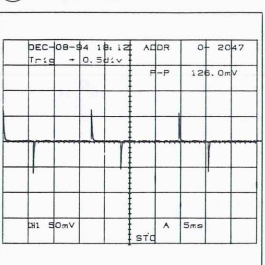 DEC-08-94 18:12 ADDR 0- 2047
Trig → 0.5div
P-P 126.0mV
CH1 50mV A 5ms
STO